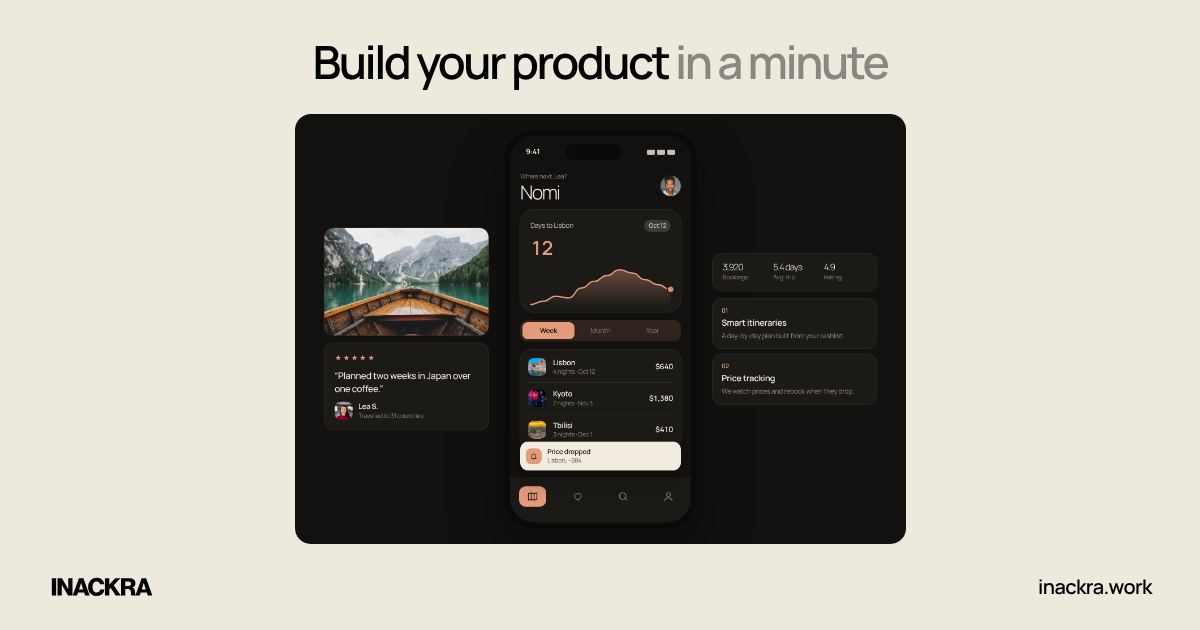 Build your product in a minute
9:41
Where next, Lea?
Nomi
Days to Lisbon
Oct 12
12
Week Month Year
Lisbon
4 nights · Oct 12
$640
Kyoto
7 nights · Nov 3
$1,380
Tbilisi
3 nights · Dec 1
$410
Price dropped
Lisbon, −$84
★★★★★
“Planned two weeks in Japan over
one coffee.”
Lea S.
Traveled to 31 countries
3,920 5.4 days 4.9
Bookings Avg. trip Rating
01
Smart itineraries
A day-by-day plan built from your wishlist.
02
Price tracking
We watch prices and rebook when they drop.
INACKRA
inackra.work